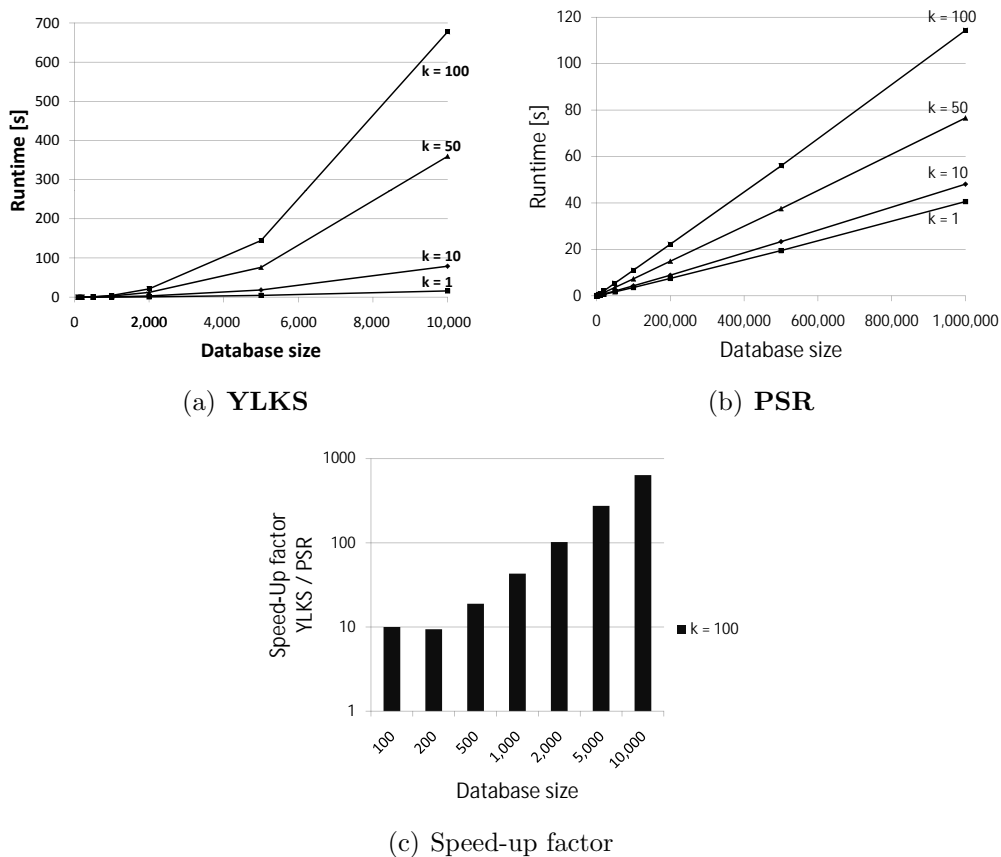 700
600
500
400
300
200
100
0
Runtime [s]
k = 100
k = 50
k = 10
k = 1
0
2,000
4,000
6,000
8,000
10,000
Database size
(a) YLKS
120
100
80
60
40
20
0
Runtime [s]
k = 100
k = 50
k = 10
k = 1
0
200,000
400,000
600,000
800,000
1,000,000
Database size
(b) PSR
1000
100
10
1
Speed-Up factor
YLKS / PSR
k = 100
100
200
500
1,000
2,000
5,000
10,000
Database size
(c) Speed-up factor